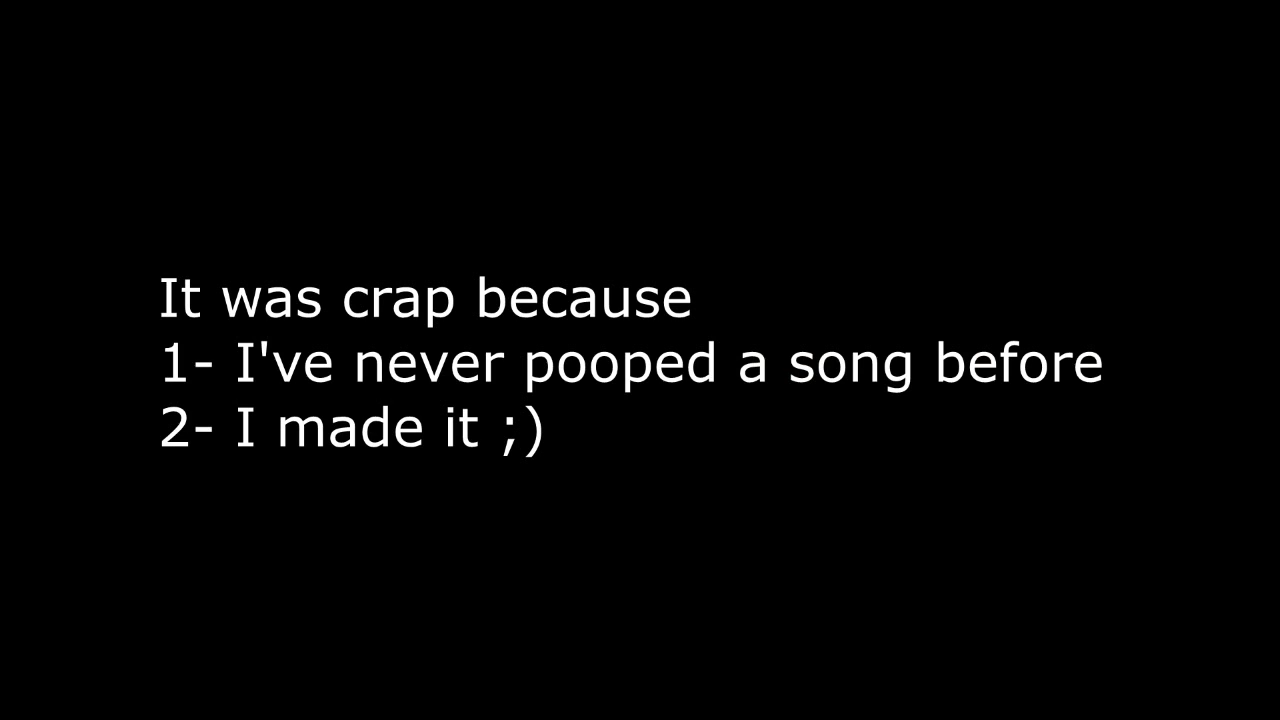 It was crap because
1- I've never pooped a song before
2- I made it ;)